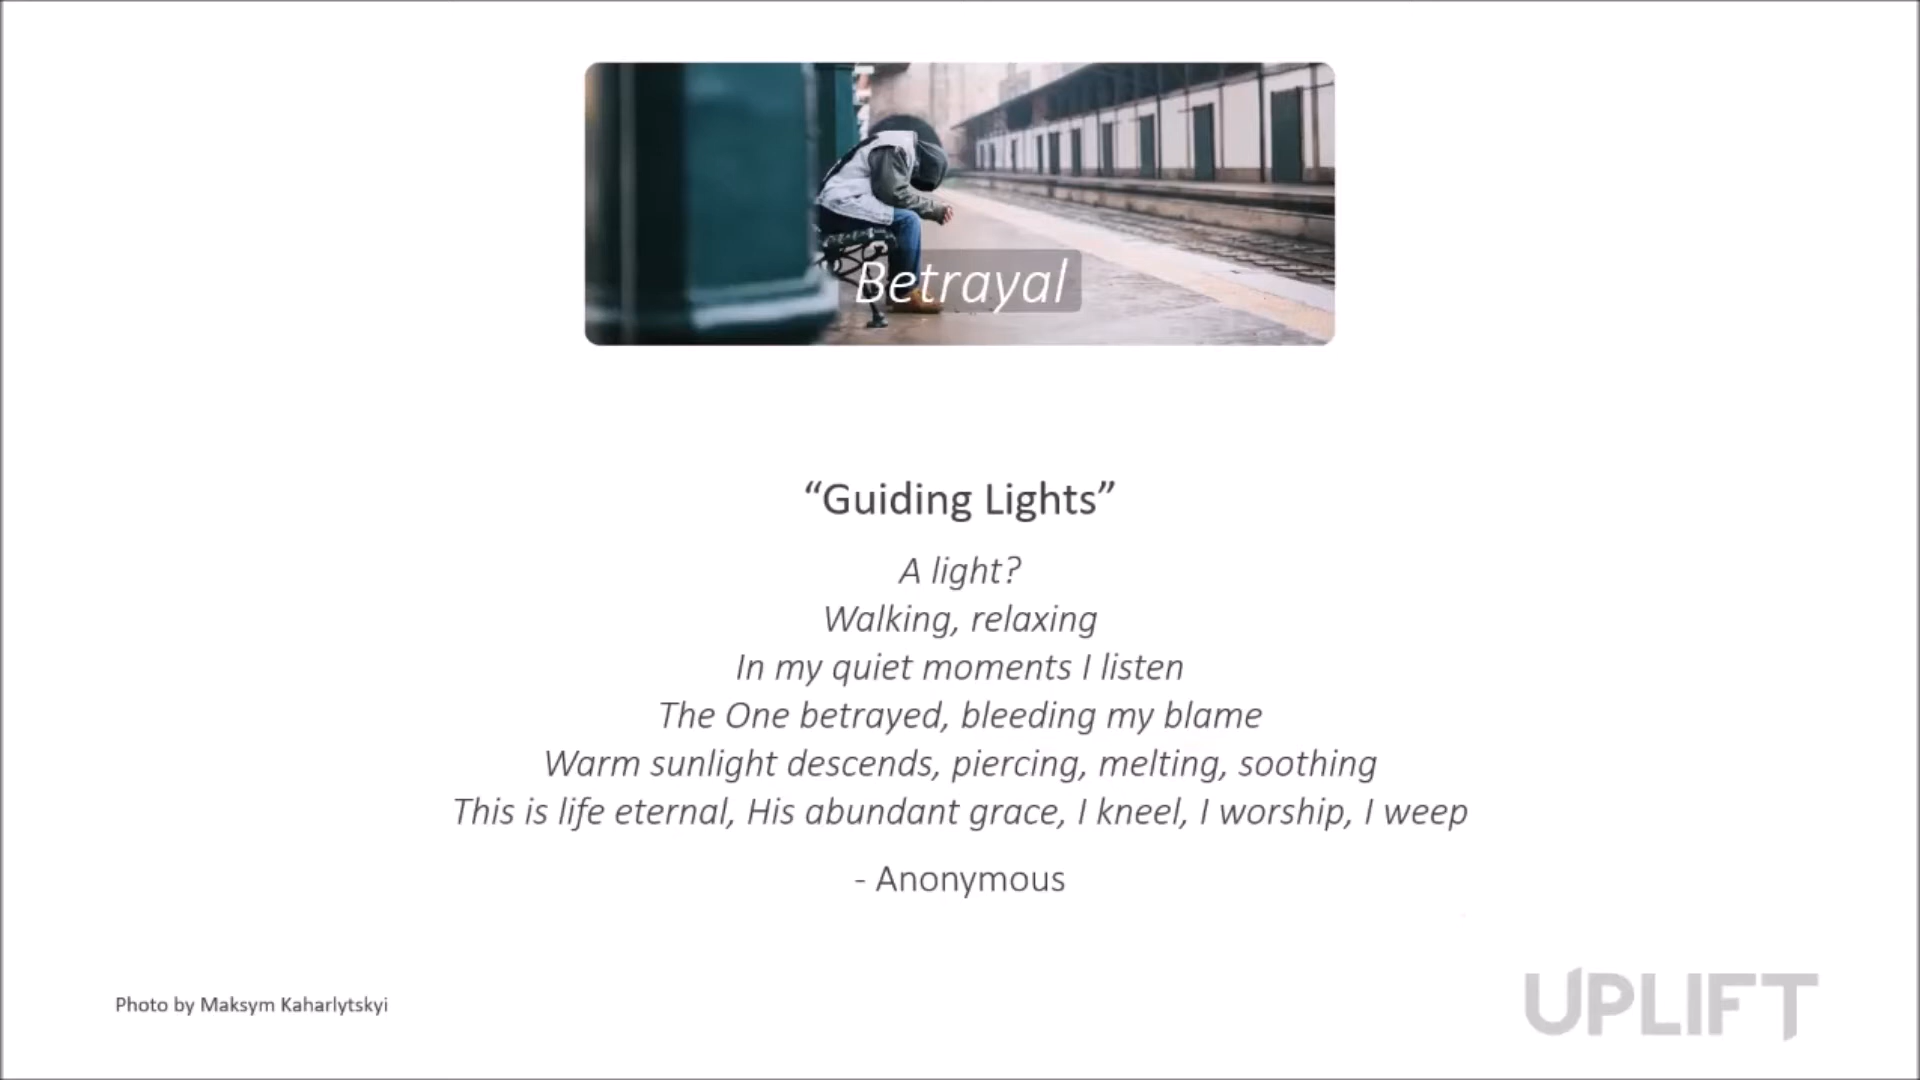 Betrayal
“Guiding Lights”
A light?
Walking, relaxing
In my quiet moments I listen
The One betrayed, bleeding my blame
Warm sunlight descends, piercing, melting, soothing
This is life eternal, His abundant grace, I kneel, I worship, I weep
- Anonymous
Photo by Maksym Kaharlytskyi
UPLIFT